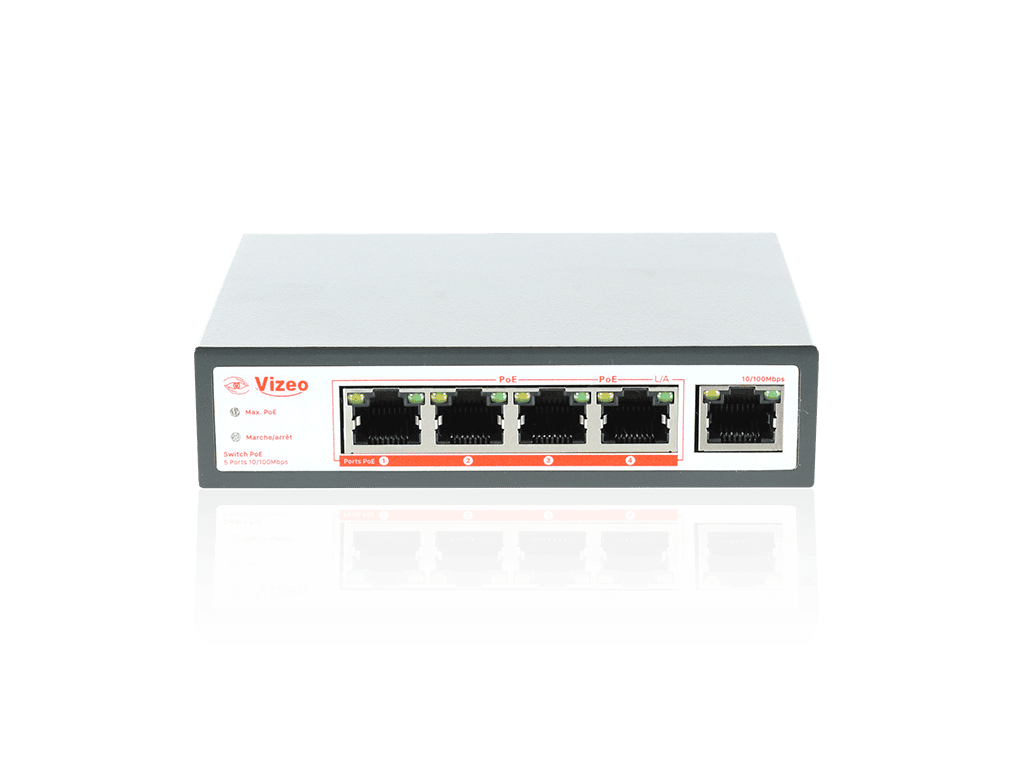 Vizeo
PoE PoE L/A
10/100Mbps
Max. PoE
Marche/arrêt
Switch PoE
5 Ports 10/100Mbps
Ports PoE 1 2 3 4